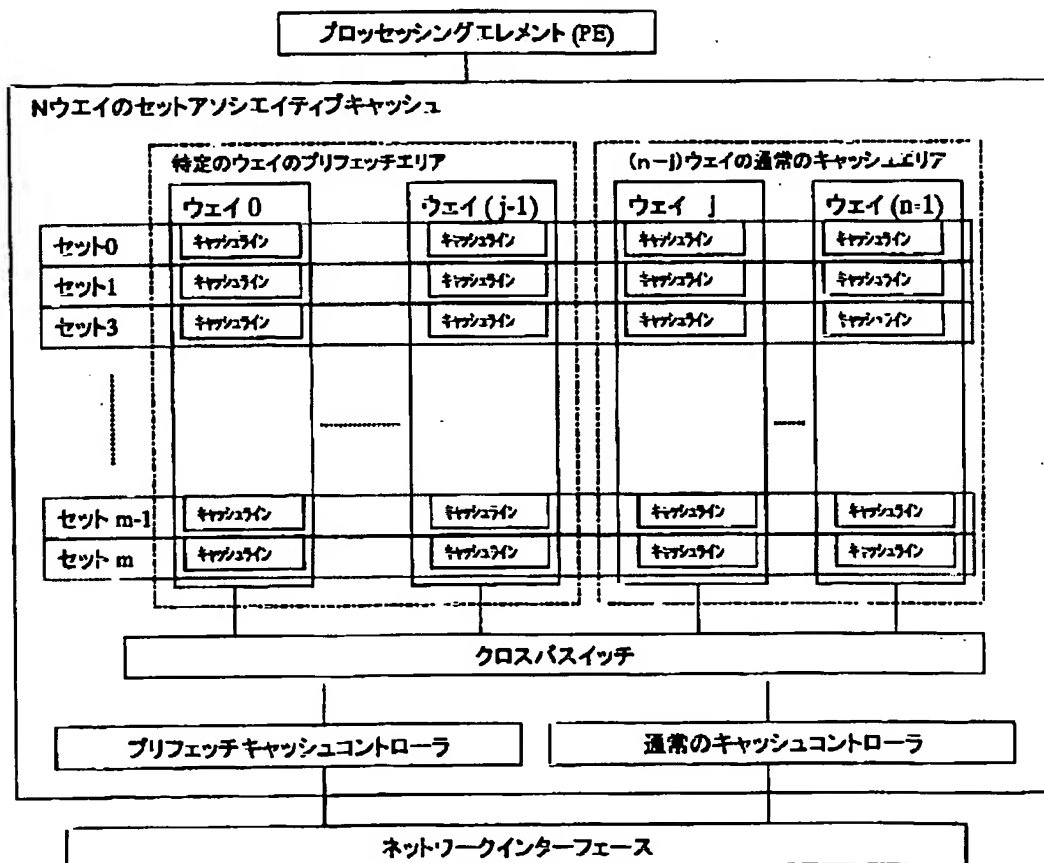 プロッセッシングエレメント (PE)
Nウエイのセットアソシエイティブキャッシュ
特定のウェイのプリフェッチエリア
(n-j)ウェイの通常のキャッシュエリア
ウェイ 0
ウェイ (j-1)
ウェイ j
ウェイ (n-1)
セット0
キャッシュライン
キャッシュライン
キャッシュライン
キャッシュライン
セット1
キャッシュライン
キャッシュライン
キャッシュライン
キャッシュライン
セット3
キャッシュライン
キャッシュライン
キャッシュライン
キャッシュライン
セット m-1
キャッシュライン
キャッシュライン
キャッシュライン
キャッシュライン
セット m
キャッシュライン
キャッシュライン
キャッシュライン
キャッシュライン
クロスバスイッチ
プリフェッチキャッシュコントローラ
通常のキャッシュコントローラ
ネットワークインターフェース